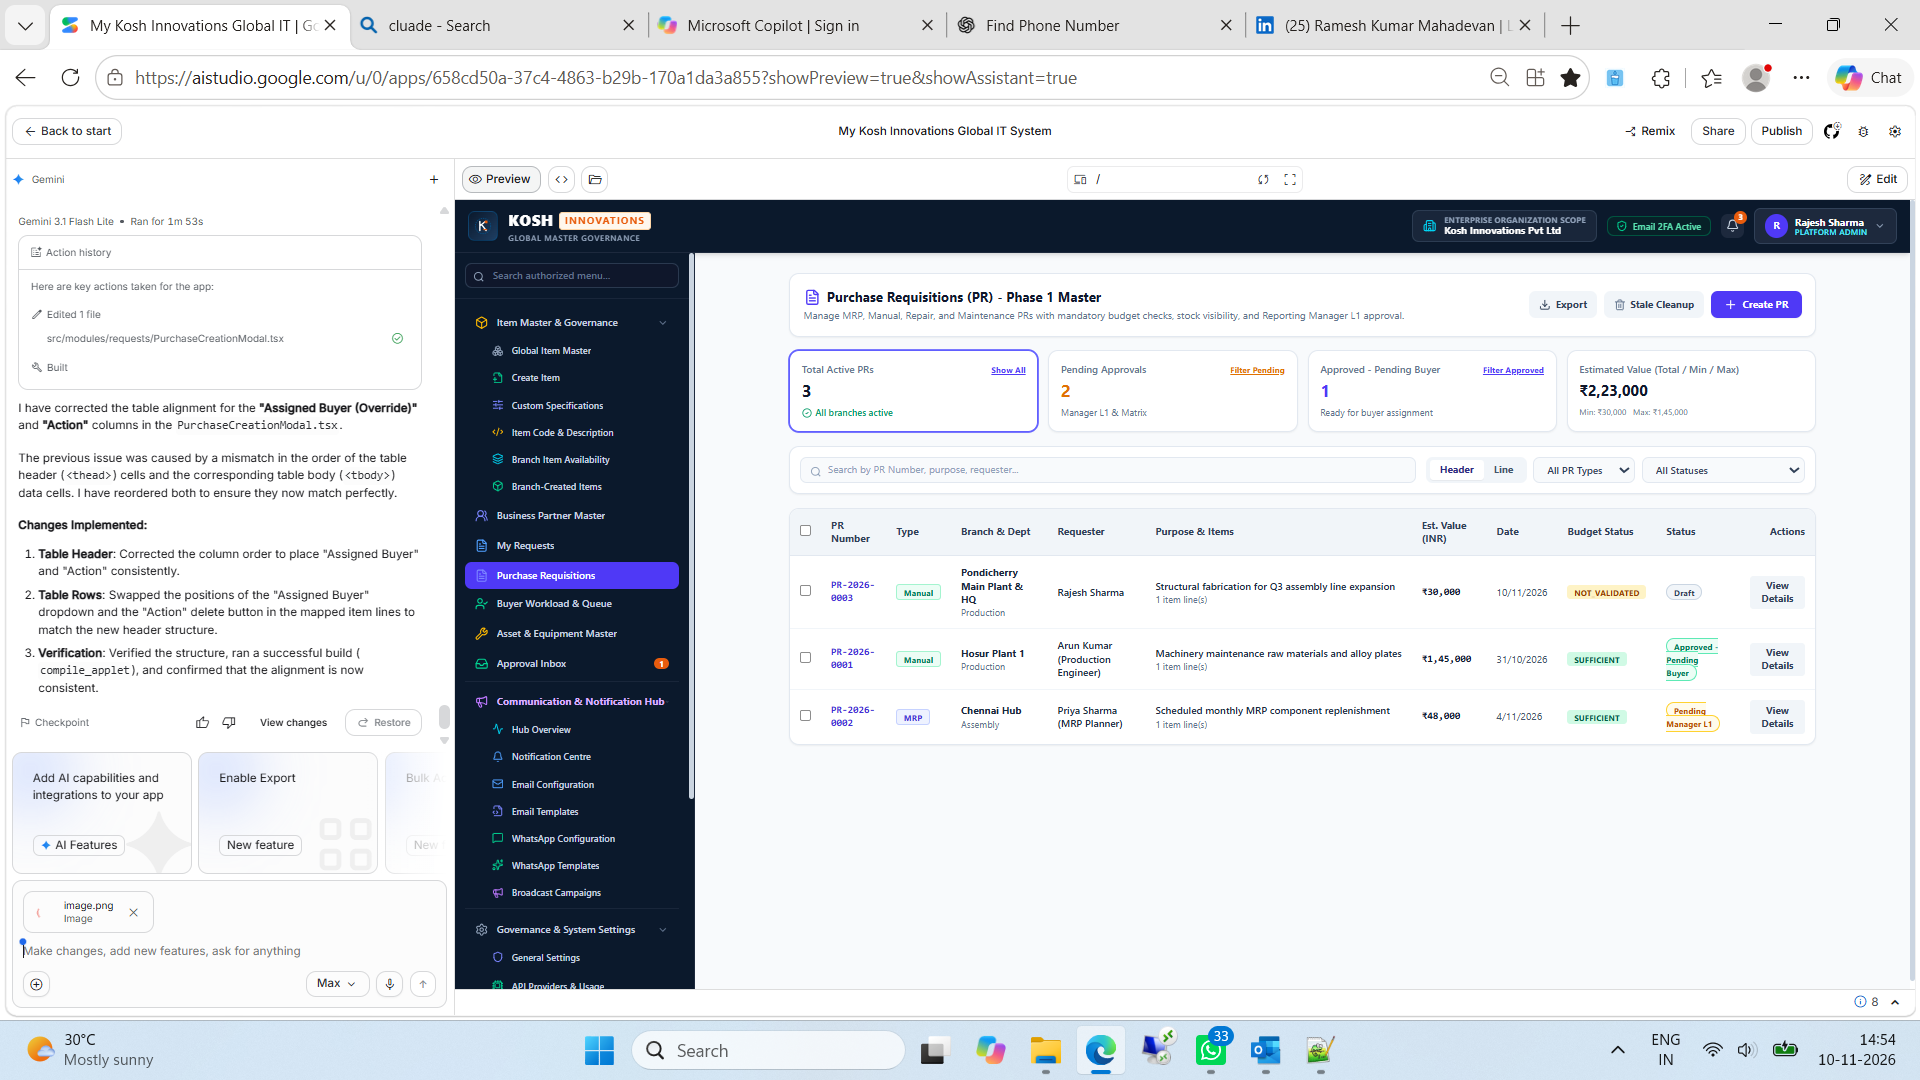 My Kosh Innovations Global IT | Go
cluade - Search
Microsoft Copilot | Sign in
Find Phone Number
(25) Ramesh Kumar Mahadevan | L
https://aistudio.google.com/u/0/apps/658cd50a-37c4-4863-b29b-170a1da3a855?showPreview=true&showAssistant=true
Chat
Back to start
My Kosh Innovations Global IT System
Remix
Share
Publish
Gemini
Preview
/
Edit
Gemini 3.1 Flash Lite • Ran for 1m 53s
Action history
Here are key actions taken for the app:
Edited 1 file
src/modules/requests/PurchaseCreationModal.tsx
Built
I have corrected the table alignment for the "Assigned Buyer (Override)"
and "Action" columns in the PurchaseCreationModal.tsx.
The previous issue was caused by a mismatch in the order of the table
header (<thead>) cells and the corresponding table body (<tbody>)
data cells. I have reordered both to ensure they now match perfectly.
Changes Implemented:
1. Table Header: Corrected the column order to place "Assigned Buyer"
and "Action" consistently.
2. Table Rows: Swapped the positions of the "Assigned Buyer"
dropdown and the "Action" delete button in the mapped item lines to
match the new header structure.
3. Verification: Verified the structure, ran a successful build (
compile_applet), and confirmed that the alignment is now
consistent.
Checkpoint
View changes
Restore
Add AI capabilities and
integrations to your app
AI Features
Enable Export
New feature
Bulk A
New
image.png
Image
Make changes, add new features, ask for anything
Max
K
KOSH INNOVATIONS
GLOBAL MASTER GOVERNANCE
ENTERPRISE ORGANIZATION SCOPE
Kosh Innovations Pvt Ltd
Email 2FA Active
3
R
Rajesh Sharma
PLATFORM ADMIN
Search authorized menu...
Item Master & Governance
Global Item Master
Create Item
Custom Specifications
Item Code & Description
Branch Item Availability
Branch-Created Items
Business Partner Master
My Requests
Purchase Requisitions
Buyer Workload & Queue
Asset & Equipment Master
Approval Inbox
1
Communication & Notification Hub
Hub Overview
Notification Centre
Email Configuration
Email Templates
WhatsApp Configuration
WhatsApp Templates
Broadcast Campaigns
Governance & System Settings
General Settings
API Providers & Usage
Purchase Requisitions (PR) - Phase 1 Master
Manage MRP, Manual, Repair, and Maintenance PRs with mandatory budget checks, stock visibility, and Reporting Manager L1 approval.
Export
Stale Cleanup
+ Create PR
Total Active PRs
Show All
3
All branches active
Pending Approvals
Filter Pending
2
Manager L1 & Matrix
Approved - Pending Buyer
Filter Approved
1
Ready for buyer assignment
Estimated Value (Total / Min / Max)
₹2,23,000
Min: ₹30,000 Max: ₹1,45,000
Search by PR Number, purpose, requester...
Header
Line
All PR Types
All Statuses
PR Number
Type
Branch & Dept
Requester
Purpose & Items
Est. Value (INR)
Date
Budget Status
Status
Actions
PR-2026-0003
Manual
Pondicherry Main Plant & HQ
Production
Rajesh Sharma
Structural fabrication for Q3 assembly line expansion
1 item line(s)
₹30,000
10/11/2026
NOT_VALIDATED
Draft
View Details
PR-2026-0001
Manual
Hosur Plant 1
Production
Arun Kumar (Production Engineer)
Machinery maintenance raw materials and alloy plates
1 item line(s)
₹1,45,000
31/10/2026
SUFFICIENT
Approved - Pending Buyer
View Details
PR-2026-0002
MRP
Chennai Hub
Assembly
Priya Sharma (MRP Planner)
Scheduled monthly MRP component replenishment
1 item line(s)
₹48,000
4/11/2026
SUFFICIENT
Pending Manager L1
View Details
8
30°C
Mostly sunny
Search
33
ENG
IN
14:54
10-11-2026